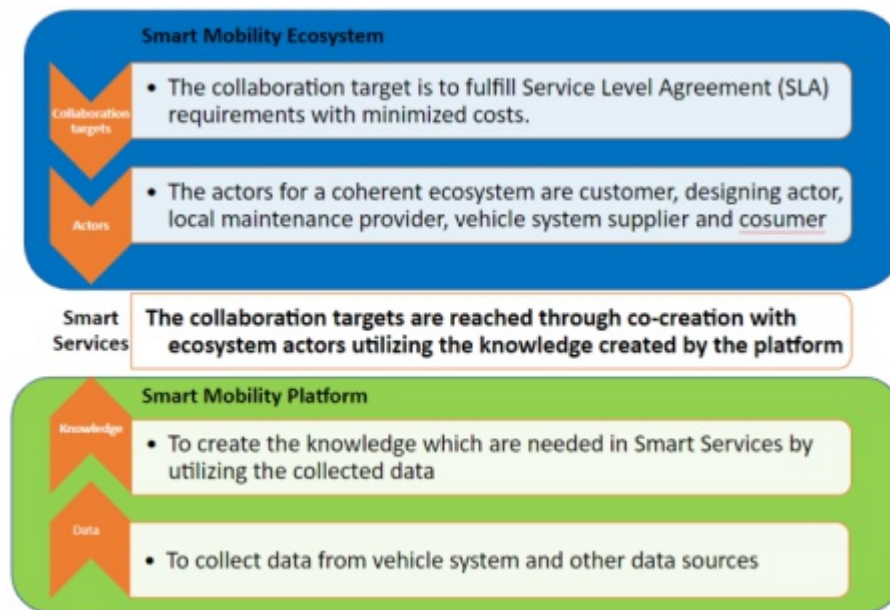 Smart Mobility Ecosystem
Collaboration
targets
• The collaboration target is to fulfill Service Level Agreement (SLA)
requirements with minimized costs.
Actors
• The actors for a coherent ecosystem are customer, designing actor,
local maintenance provider, vehicle system supplier and cosumer
Smart
Services
The collaboration targets are reached through co-creation with
ecosystem actors utilizing the knowledge created by the platform
Smart Mobility Platform
Knowledge
• To create the knowledge which are needed in Smart Services by
utilizing the collected data
Data
• To collect data from vehicle system and other data sources